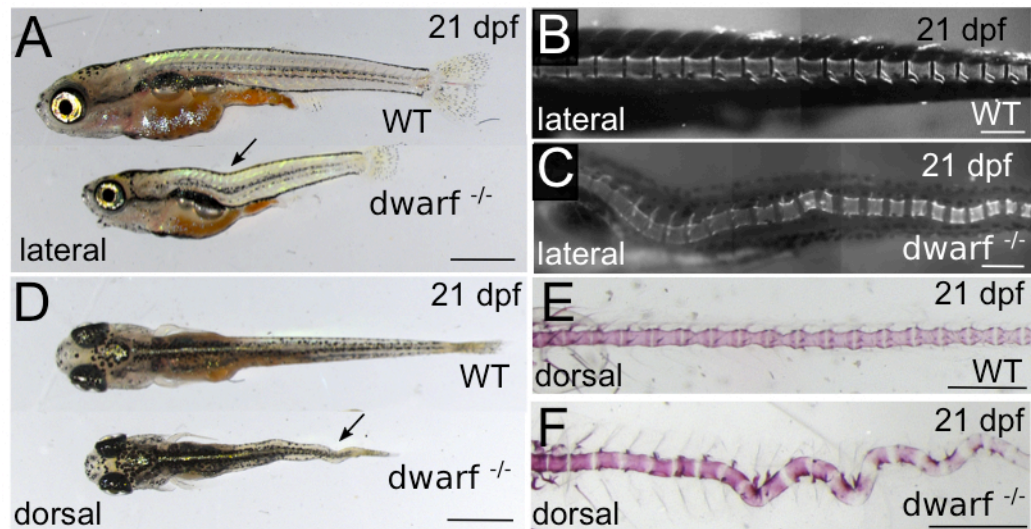 A
21 dpf
WT
dwarf -/-
lateral
B
21 dpf
lateral
WT
C
21 dpf
lateral
dwarf -/-
D
21 dpf
WT
dwarf -/-
dorsal
E
21 dpf
dorsal
WT
F
21 dpf
dorsal
dwarf -/-